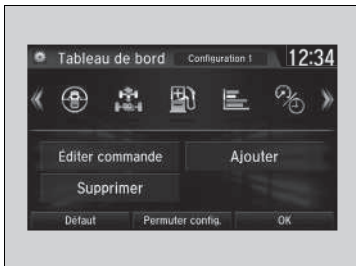 Tableau de bord Configuration 1 12:34
Éditer commande Ajouter
Supprimer
Défaut Permuter config. OK